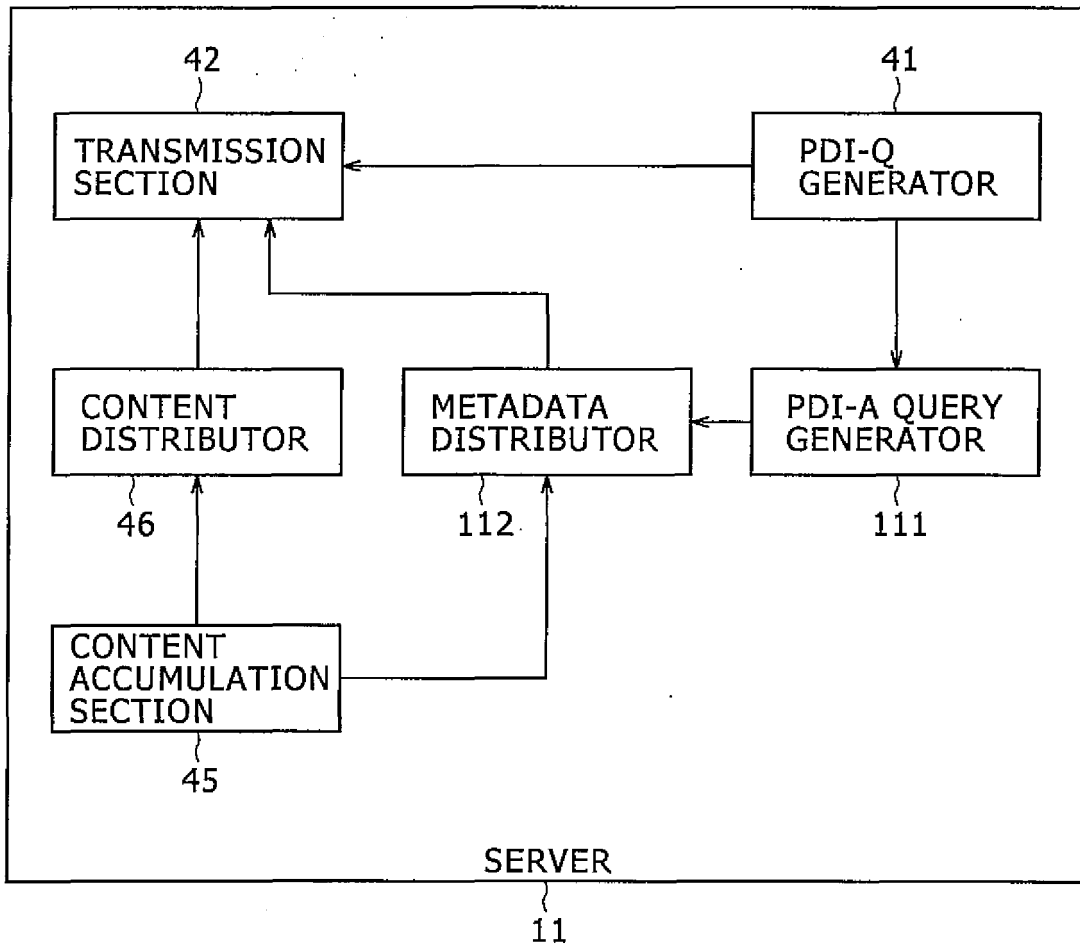 42
41
TRANSMISSION
SECTION
PDI-Q
GENERATOR
CONTENT
DISTRIBUTOR
METADATA
DISTRIBUTOR
PDI-A QUERY
GENERATOR
46
112
111
CONTENT
ACCUMULATION
SECTION
45
SERVER
11